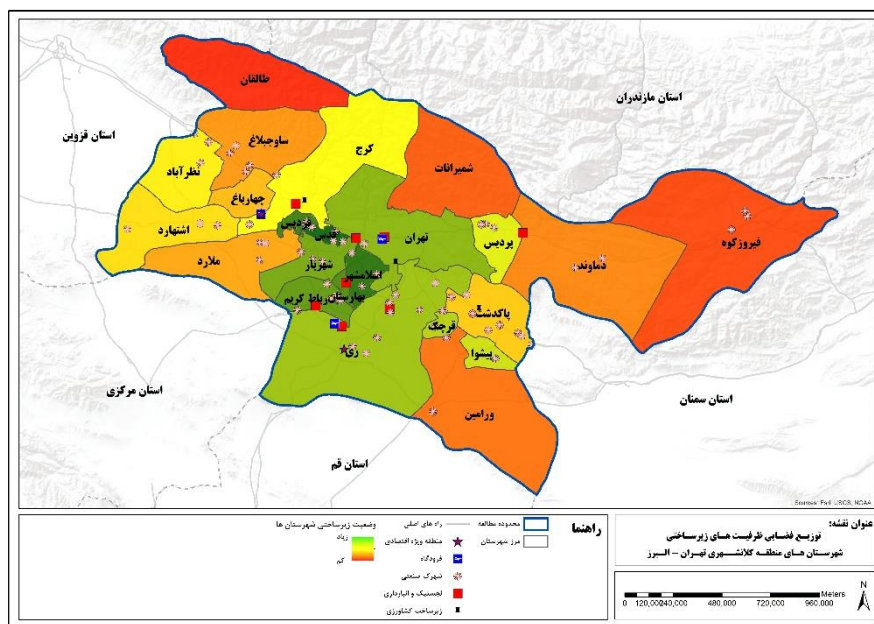 طالقان
استان مازندران
استان قزوین
ساوجبلاغ
کرج
شمیرانات
نظرآباد
چهارباغ
فردیس
قدس
تهران
پردیس
فیروزکوه
اشتهارد
دماوند
ملارد
شهریار
اسلامشهر
بهارستان
رباط کریم
پاکدشت
قرچک
ری
پیشوا
استان مرکزی
استان سمنان
ورامین
استان قم
Sources: Esri, USGS, NOAA
عنوان نقشه:
توزیع فضایی ظرفیت های زیرساختی
شهرستان های منطقه کلانشهری تهران – البرز
راهنما
محدوده مطالعه
مرز شهرستان
راه های اصلی
منطقه ویژه اقتصادی
فرودگاه
شهرک صنعتی
لجستیک و انبارداری
زیرساخت کشاورزی
وضعیت زیرساختی شهرستان ها
زیاد
کم
N
Meters
0 120,000 240,000 480,000 720,000 960,000